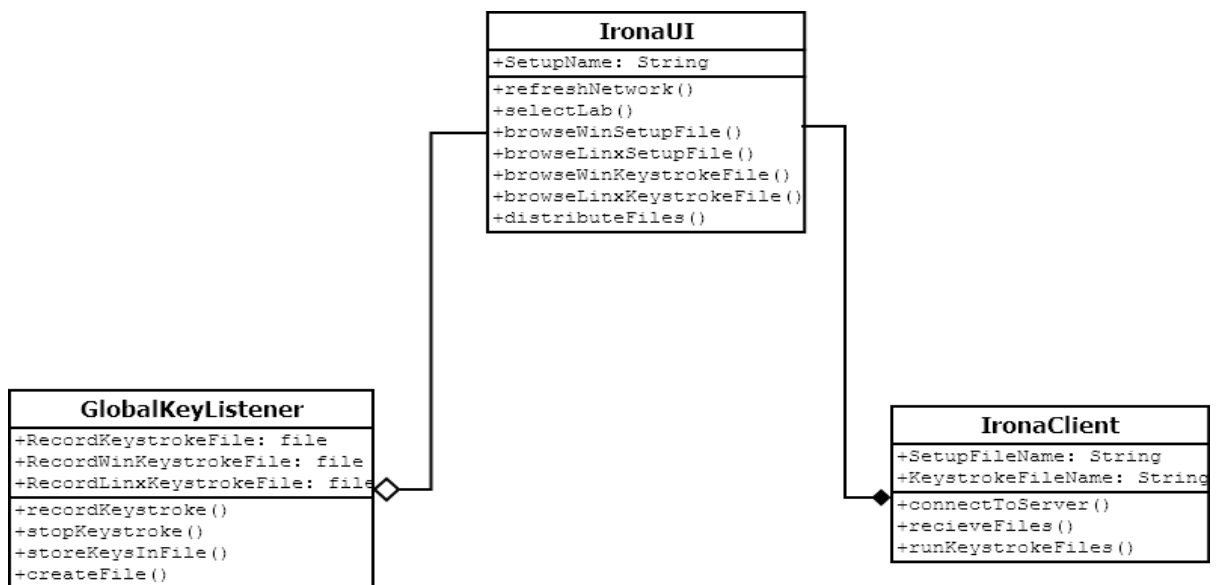 IronaUI
+SetupName: String
+refreshNetwork()
+selectLab()
+browseWinSetupFile()
+browseLinxSetupFile()
+browseWinKeystrokeFile()
+browseLinxKeystrokeFile()
+distributeFiles()
GlobalKeyListener
+RecordKeystrokeFile: file
+RecordWinKeystrokeFile: file
+RecordLinxKeystrokeFile: file
+recordKeystroke()
+stopKeystroke()
+storeKeysInFile()
+createFile()
IronaClient
+SetupFileName: String
+KeystrokeFileName: String
+connectToServer()
+recieveFiles()
+runKeystrokeFiles()